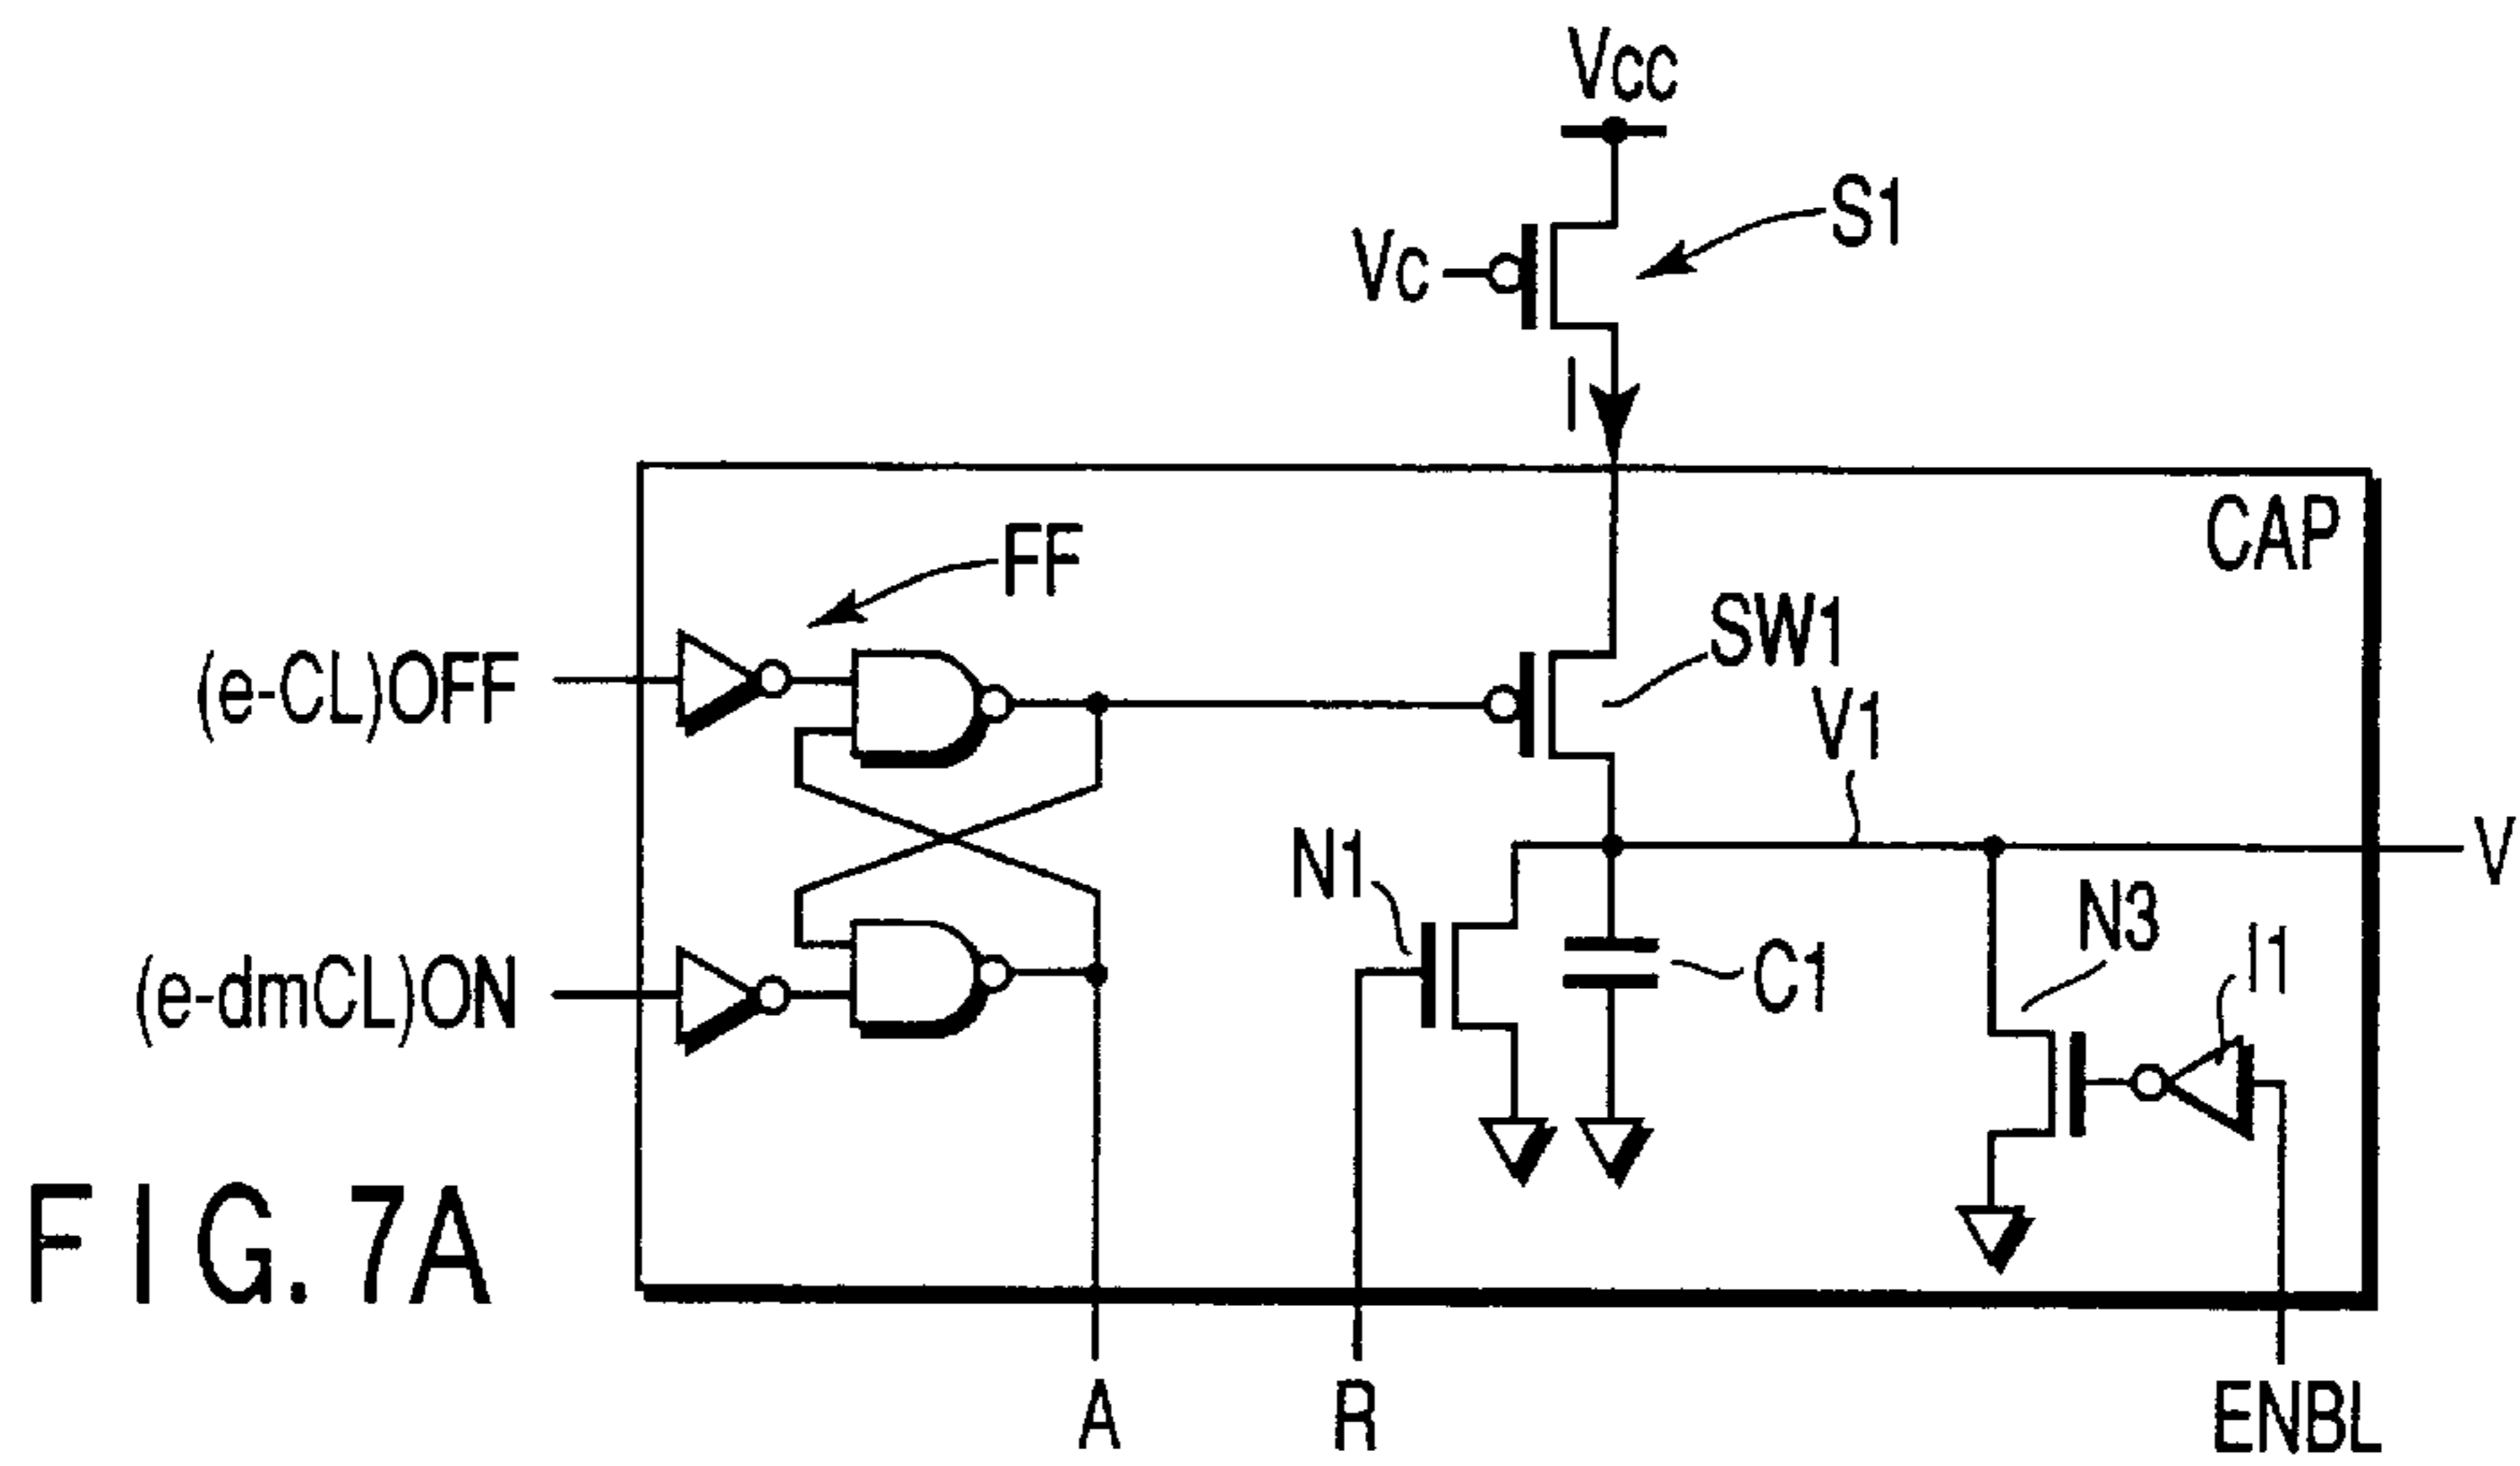 Vcc
S1
Vc
I
CAP
FF
SW1
(e-CL)OFF
V1
V
N1
N3
C1
I1
(e-dmCL)ON
FIG. 7A
A
R
ENBL